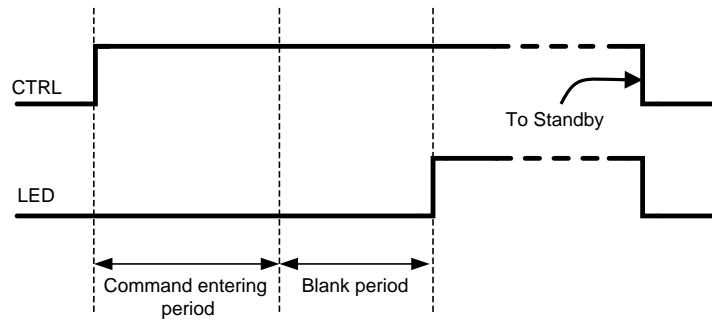 CTRL
To Standby
LED
Command entering
period
Blank period